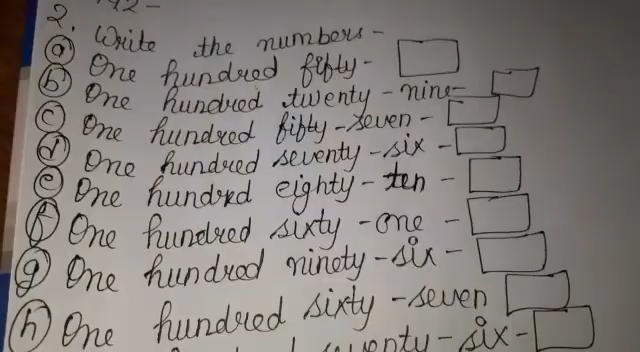 2. Write the numbers-
(a) One hundred fifty-
(b) One hundred twenty-nine-
(c) One hundred fifty-seven-
(d) One hundred seventy-six-
(e) One hundred eighty-ten-
(f) One hundred sixty-one-
(g) One hundred ninety-six-
(h) One hundred sixty-seven
-six-